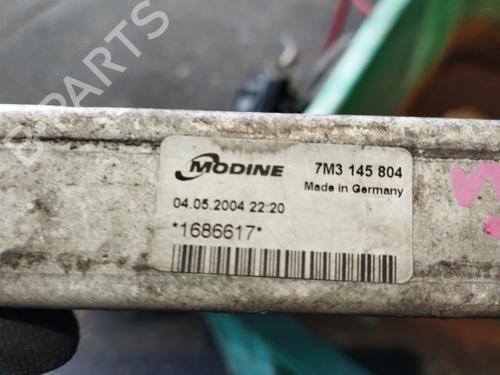 B-PARTS
MODINE 7M3 145 804
Made in Germany
04.05.2004 22:20
*1686617*